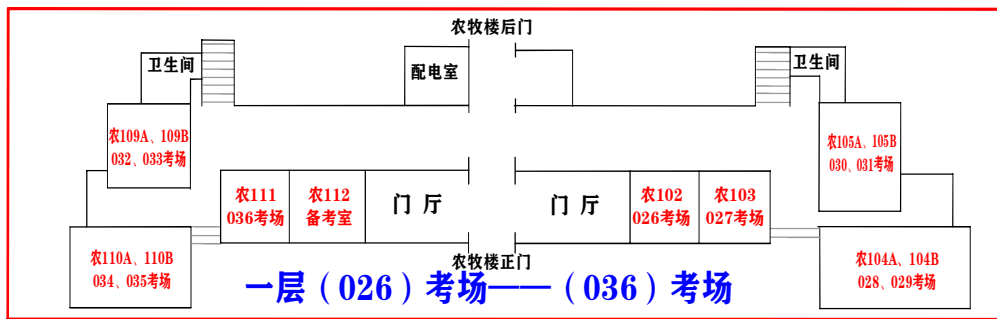 农牧楼后门
卫生间
配电室
卫生间
农109A、109B
032、033考场
农105A、105B
030、031考场
农111
036考场
农112
备考室
门 厅
门 厅
农102
026考场
农103
027考场
农110A、110B
034、035考场
农牧楼正门
农104A、104B
028、029考场
一层（026）考场——（036）考场